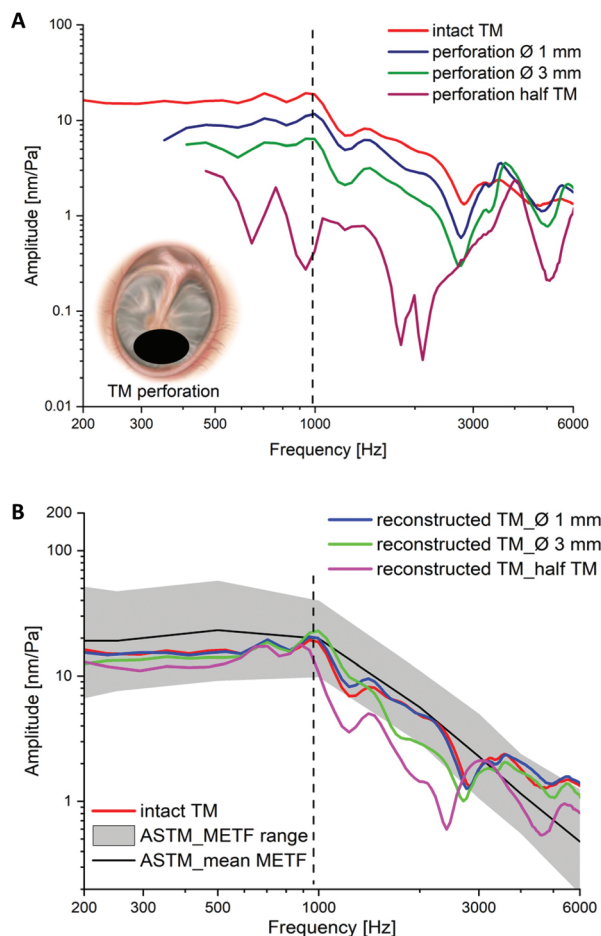 A
intact TM
perforation Ø 1 mm
perforation Ø 3 mm
perforation half TM
Amplitude [nm/Pa]
100
10
1
0.1
0.01
TM perforation
200 300 500 1000 3000 6000
Frequency [Hz]
B
reconstructed TM_Ø 1 mm
reconstructed TM_Ø 3 mm
reconstructed TM_half TM
Amplitude [nm/Pa]
200
100
10
1
intact TM
ASTM_METF range
ASTM_mean METF
200 300 500 1000 3000 6000
Frequency [Hz]